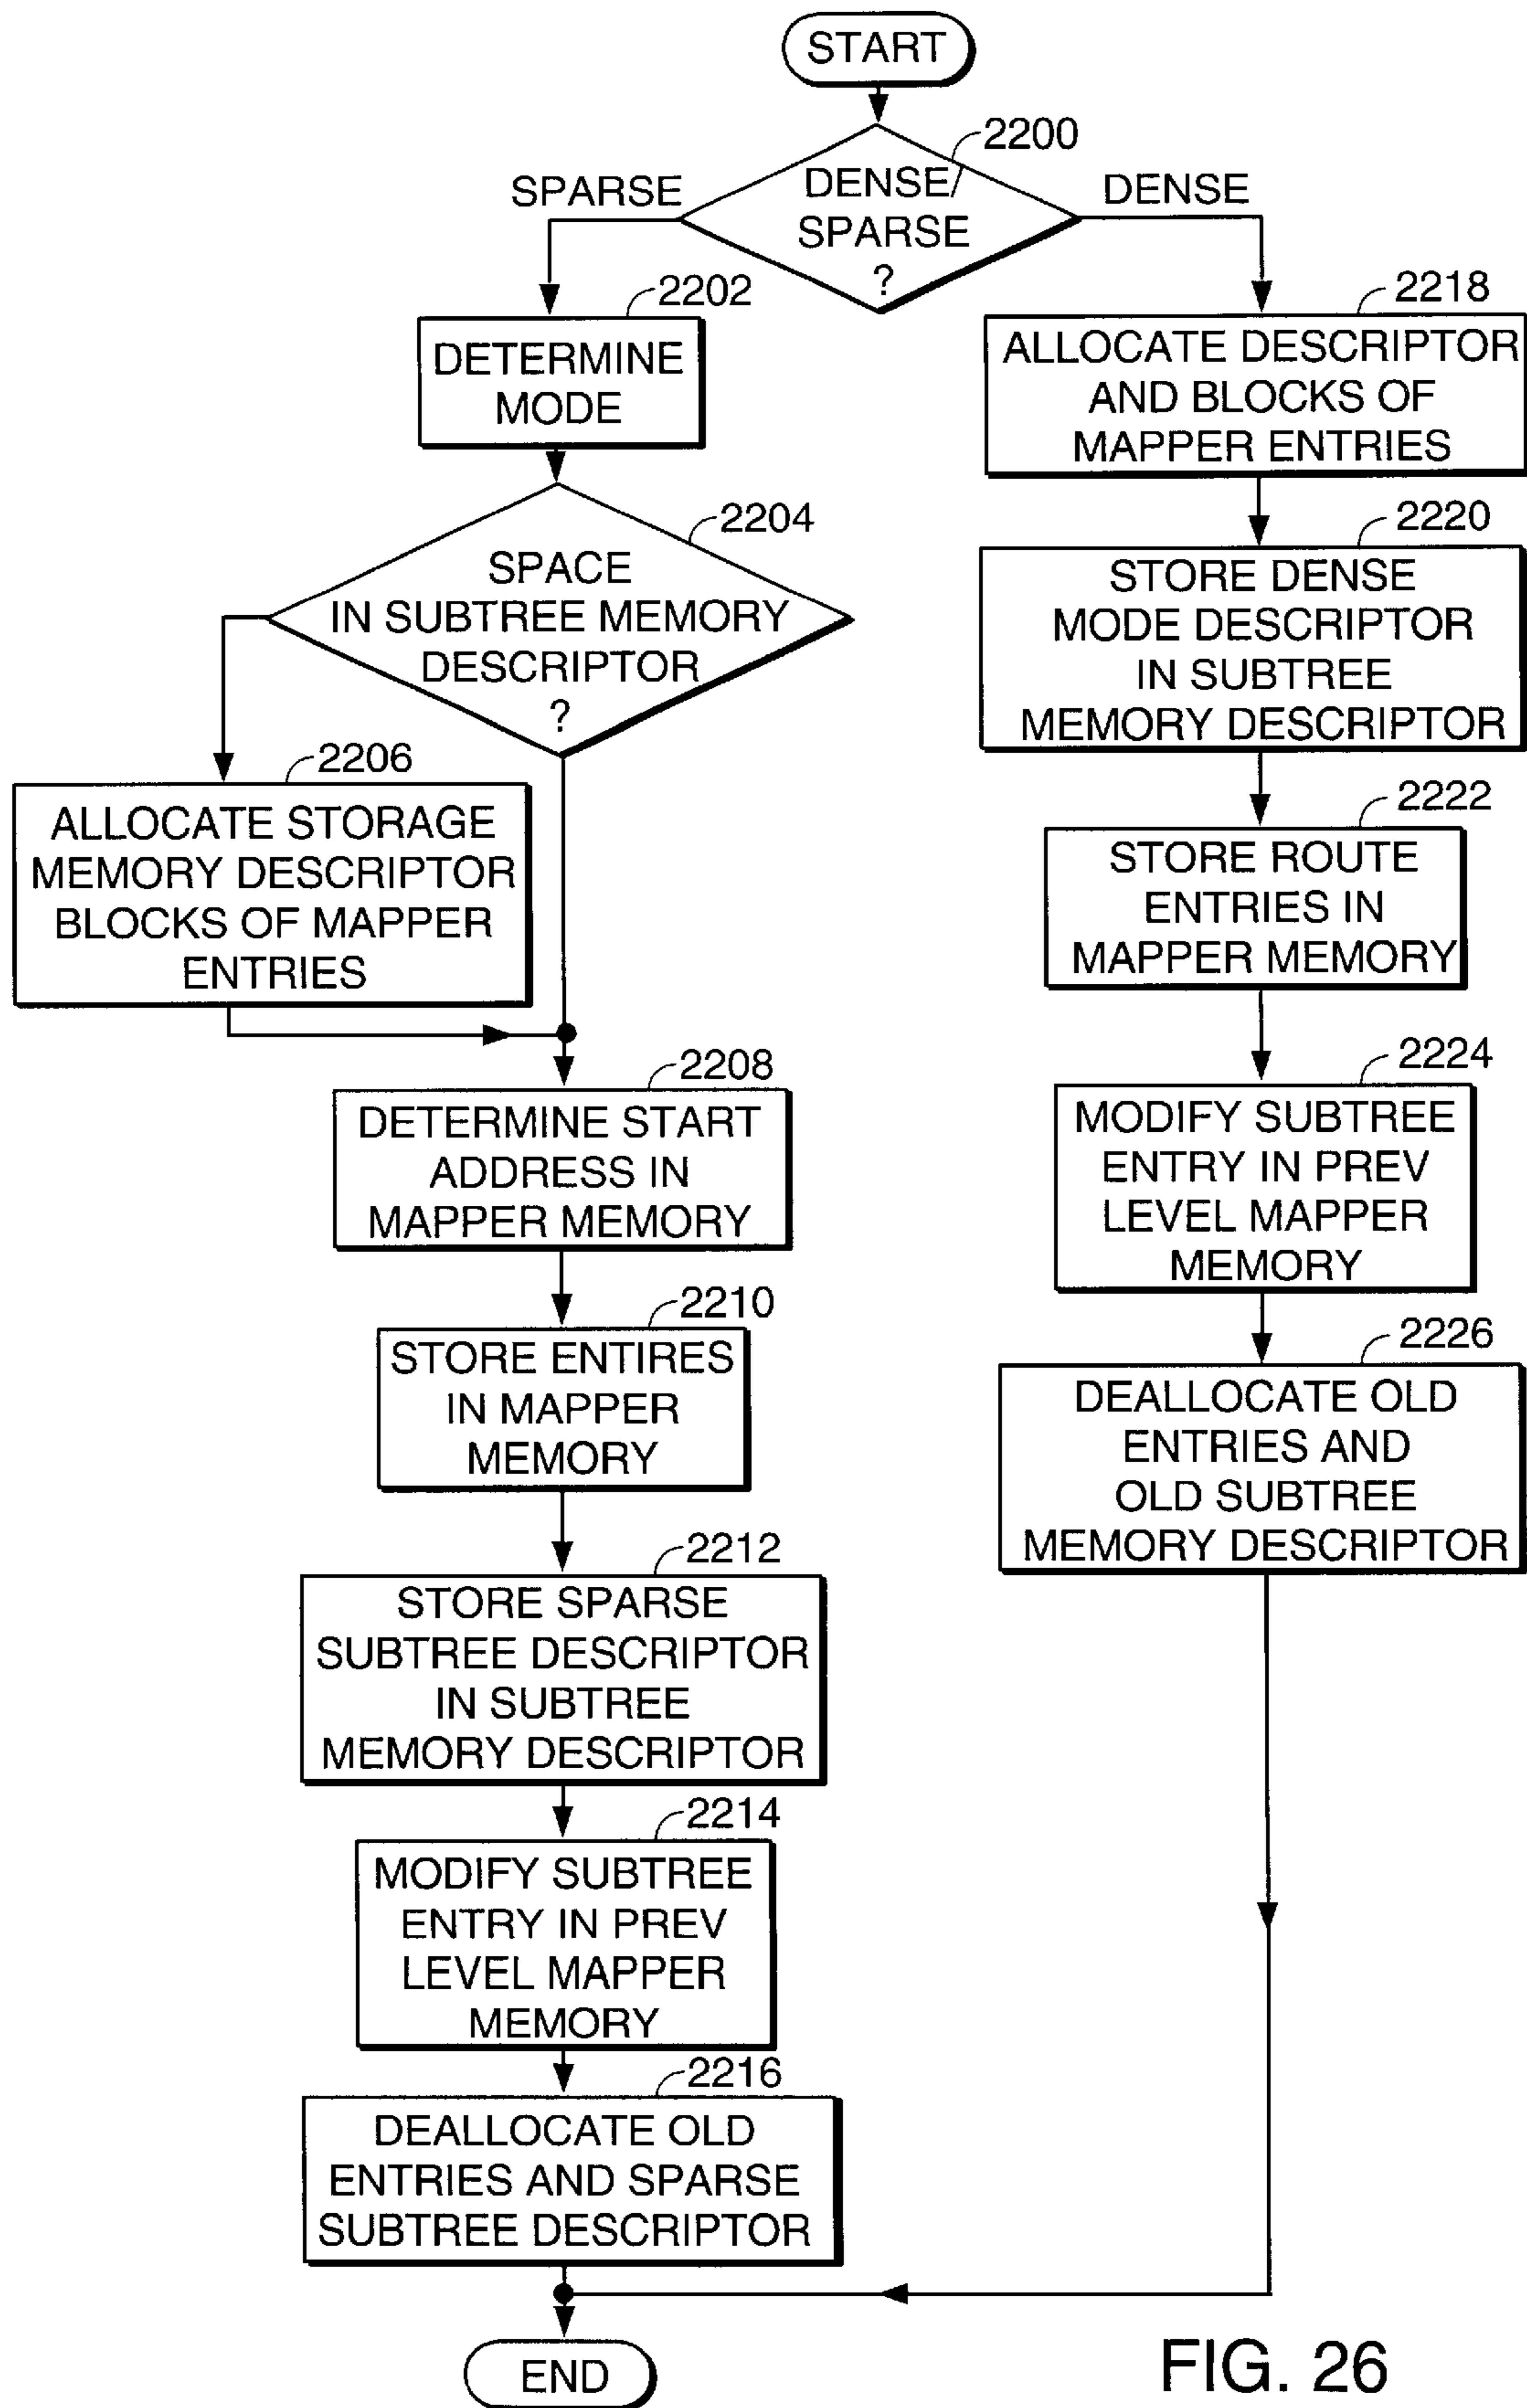 START
2200
DENSE/
SPARSE
?
SPARSE
DENSE
2202
DETERMINE
MODE
2204
SPACE
IN SUBTREE MEMORY
DESCRIPTOR
?
2206
ALLOCATE STORAGE
MEMORY DESCRIPTOR
BLOCKS OF MAPPER
ENTRIES
2208
DETERMINE START
ADDRESS IN
MAPPER MEMORY
2210
STORE ENTIRES
IN MAPPER
MEMORY
2212
STORE SPARSE
SUBTREE DESCRIPTOR
IN SUBTREE
MEMORY DESCRIPTOR
2214
MODIFY SUBTREE
ENTRY IN PREV
LEVEL MAPPER
MEMORY
2216
DEALLOCATE OLD
ENTRIES AND SPARSE
SUBTREE DESCRIPTOR
2218
ALLOCATE DESCRIPTOR
AND BLOCKS OF
MAPPER ENTRIES
2220
STORE DENSE
MODE DESCRIPTOR
IN SUBTREE
MEMORY DESCRIPTOR
2222
STORE ROUTE
ENTRIES IN
MAPPER MEMORY
2224
MODIFY SUBTREE
ENTRY IN PREV
LEVEL MAPPER
MEMORY
2226
DEALLOCATE OLD
ENTRIES AND
OLD SUBTREE
MEMORY DESCRIPTOR
END
FIG. 26